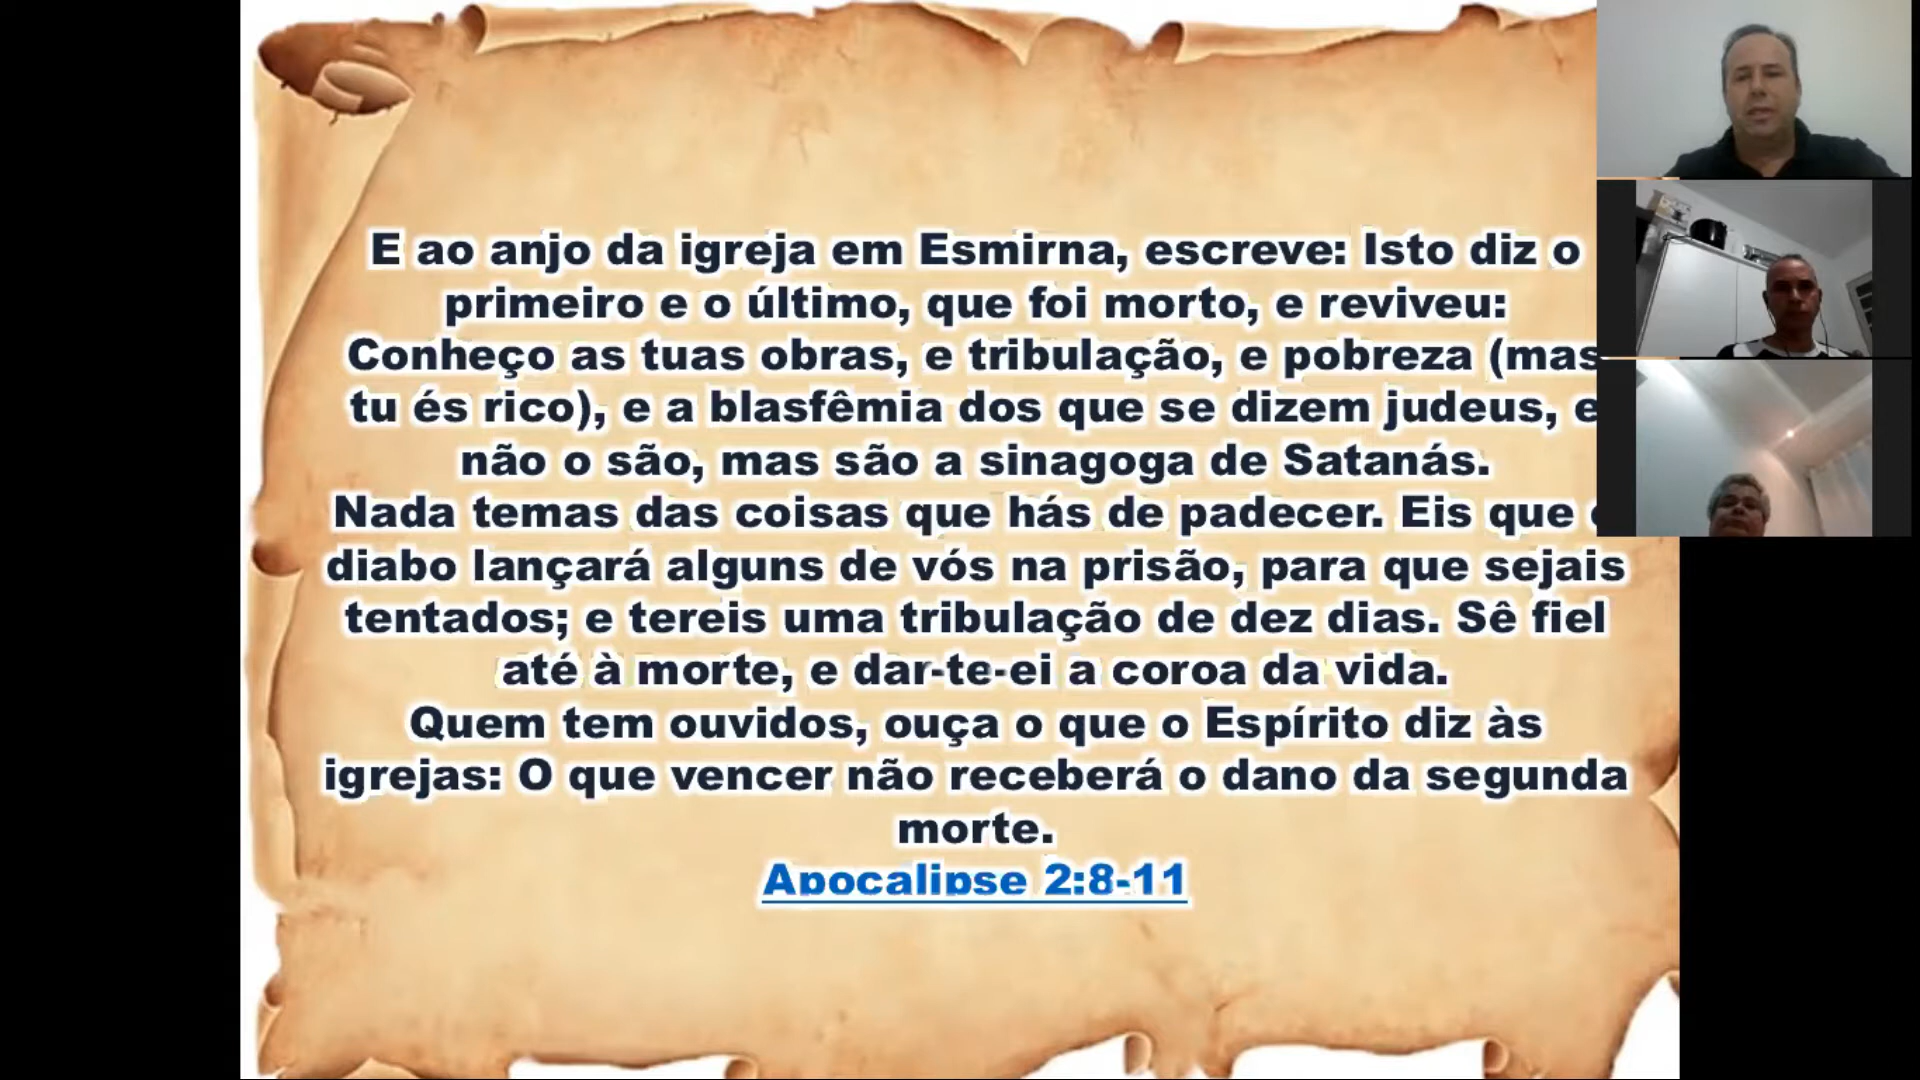 E ao anjo da igreja em Esmirna, escreve: Isto diz o
primeiro e o último, que foi morto, e reviveu:
Conheço as tuas obras, e tribulação, e pobreza (mas
tu és rico), e a blasfêmia dos que se dizem judeus, e
não o são, mas são a sinagoga de Satanás.
Nada temas das coisas que hás de padecer. Eis que
diabo lançará alguns de vós na prisão, para que sejais
tentados; e tereis uma tribulação de dez dias. Sê fiel
até à morte, e dar-te-ei a coroa da vida.
Quem tem ouvidos, ouça o que o Espírito diz às
igrejas: O que vencer não receberá o dano da segunda
morte.
Apocalipse 2:8-11